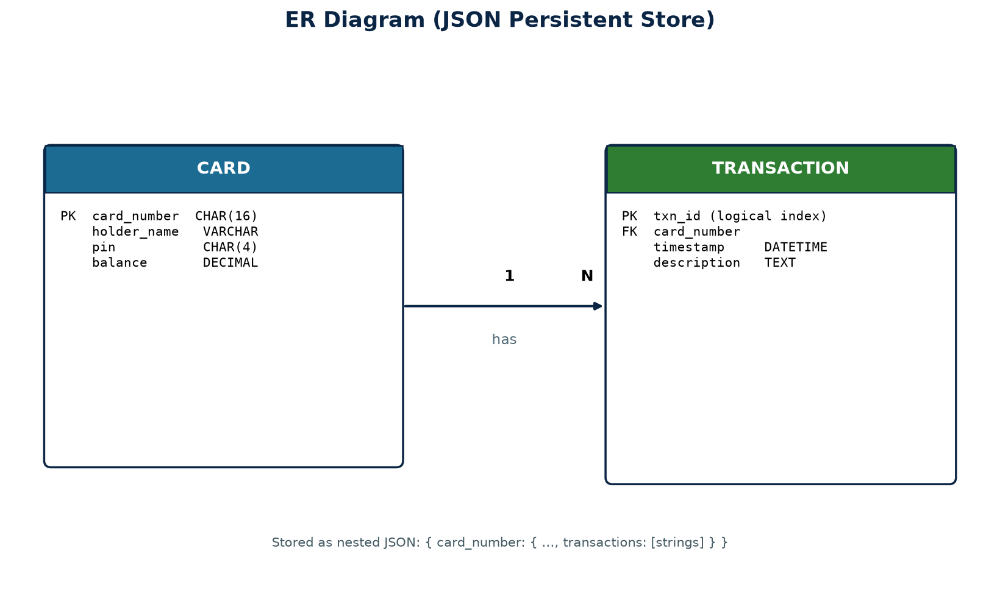 ER Diagram (JSON Persistent Store)
CARD
PK  card_number  CHAR(16)
    holder_name   VARCHAR
    pin           CHAR(4)
    balance       DECIMAL
1
N
has
TRANSACTION
PK  txn_id (logical index)
FK  card_number
    timestamp     DATETIME
    description   TEXT
Stored as nested JSON: { card_number: { ..., transactions: [strings] } }